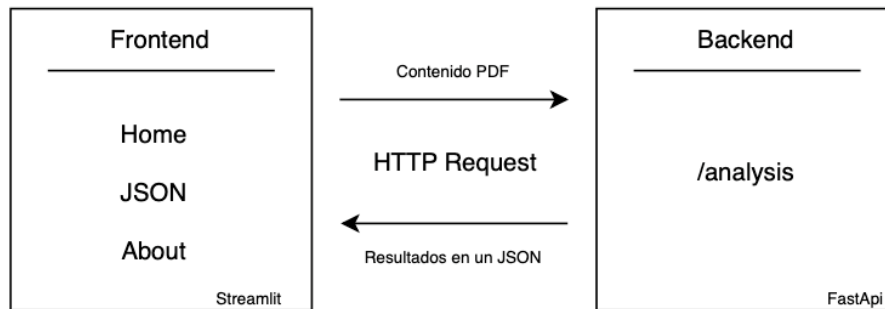 Frontend
Home
JSON
About
Streamlit
Contenido PDF
HTTP Request
Resultados en un JSON
Backend
/analysis
FastApi